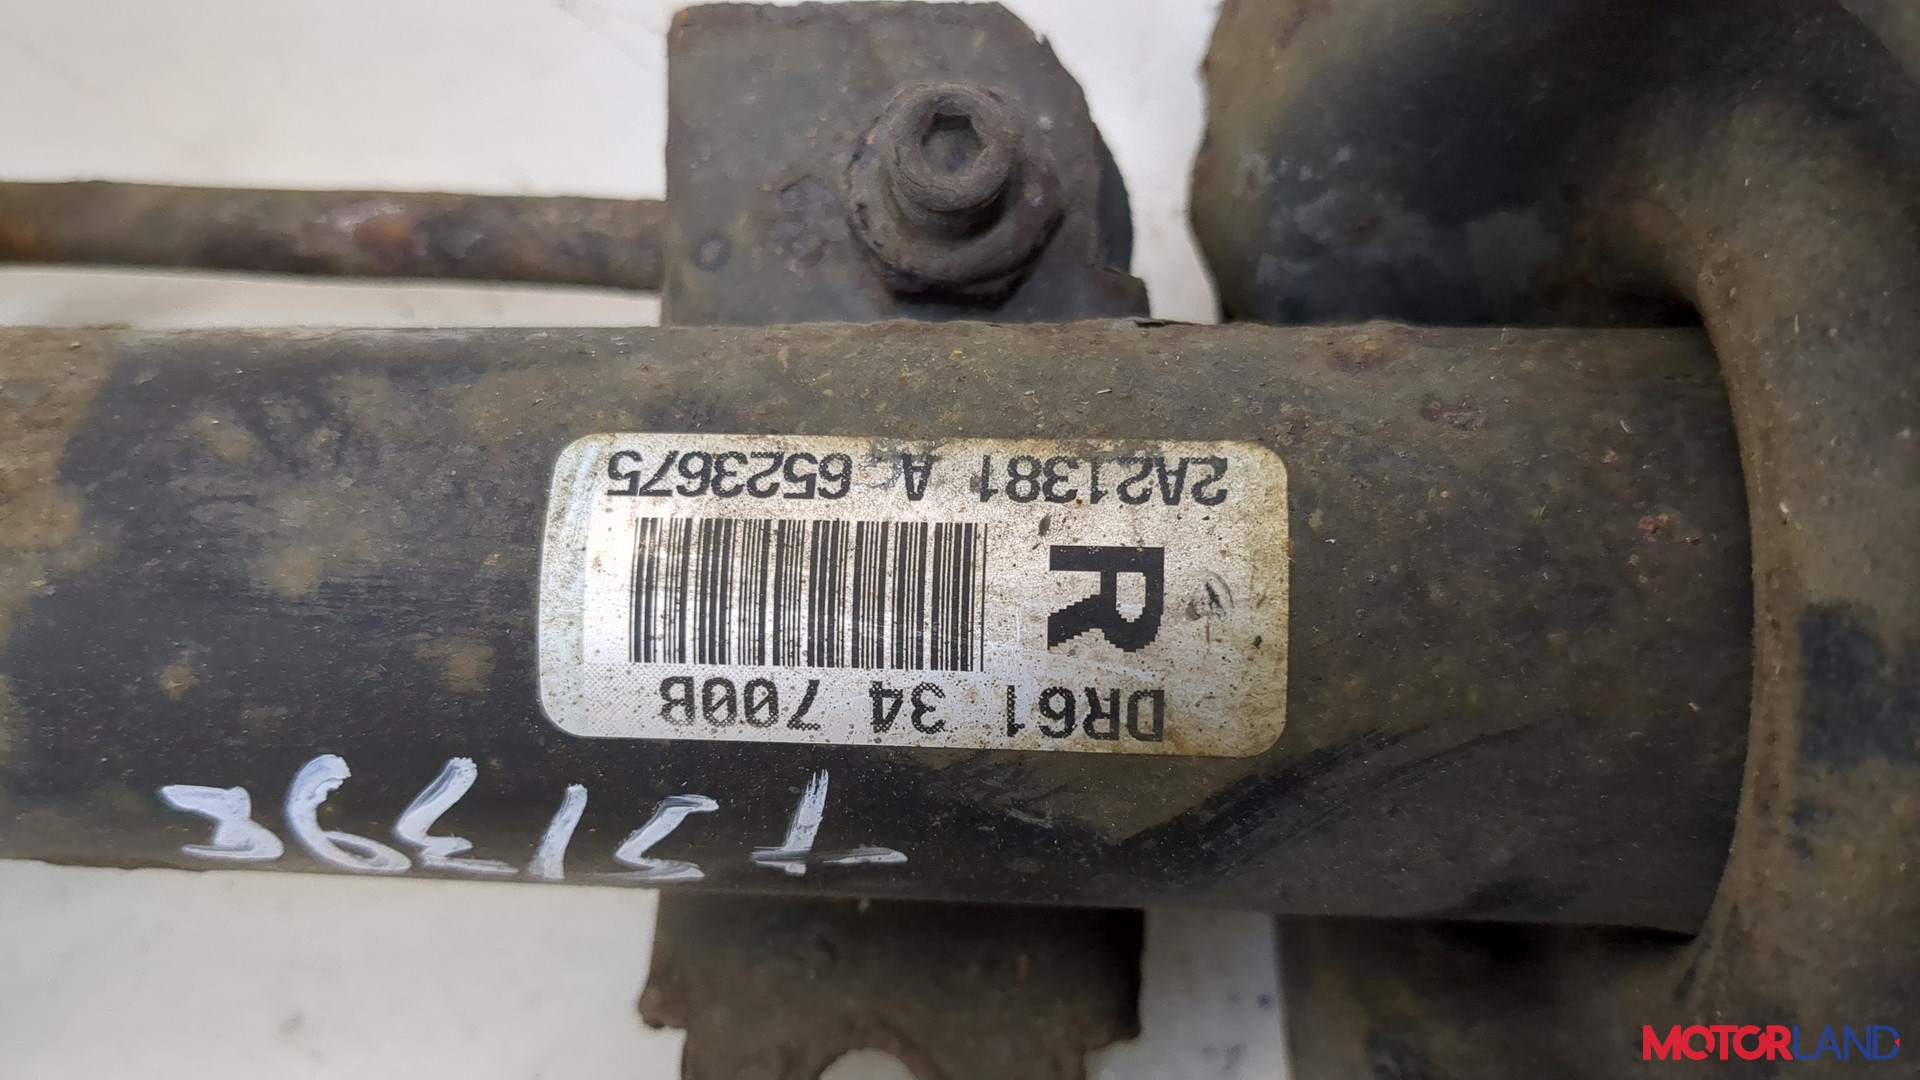 DR61 34 700B
R
2A21381 A 6523675
MOTORLAND